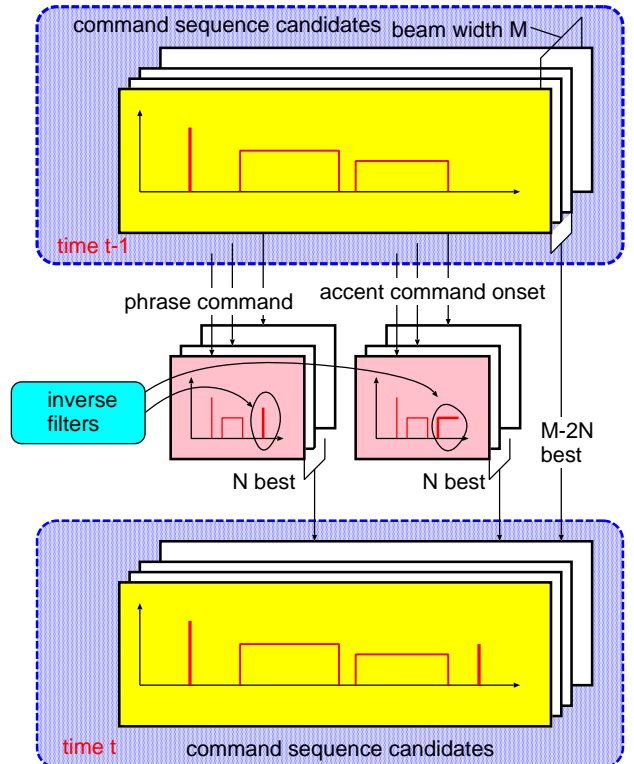 command sequence candidates
beam width M
time t-1
phrase command
accent command onset
inverse
filters
M-2N
best
N best
N best
time t
command sequence candidates